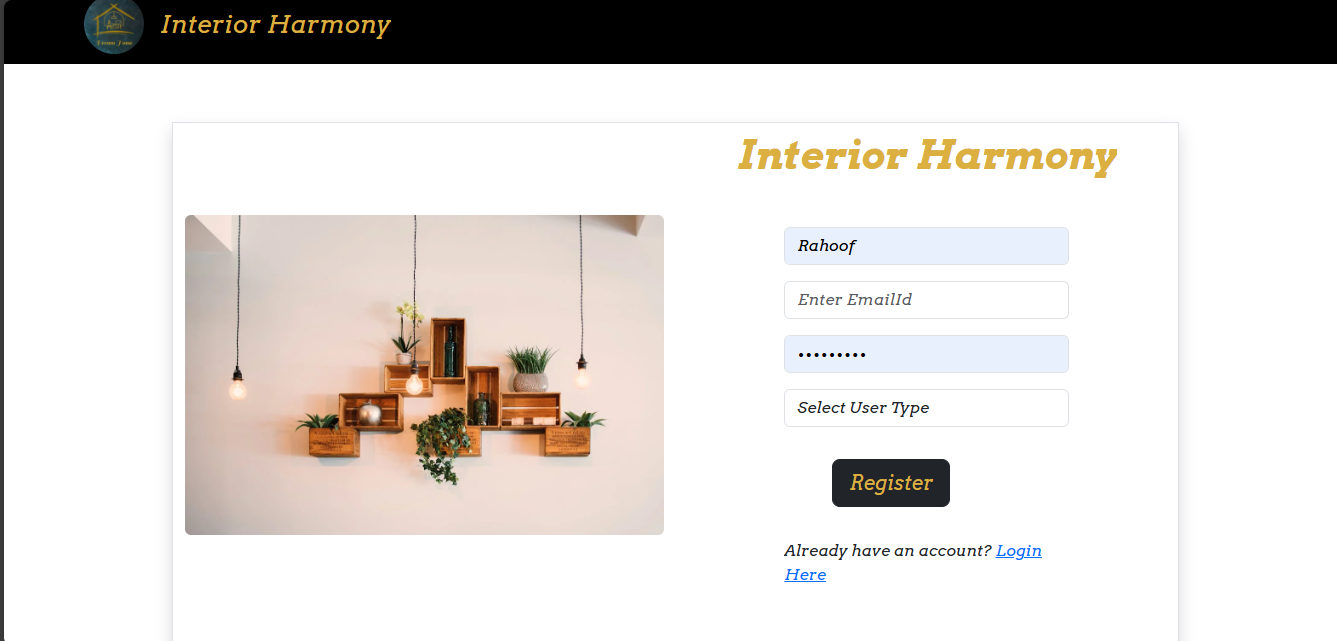 Interior Harmony
Interior Harmony
Rahoof
Enter EmailId
•••••••••
Select User Type
Register
Already have an account? Login
Here